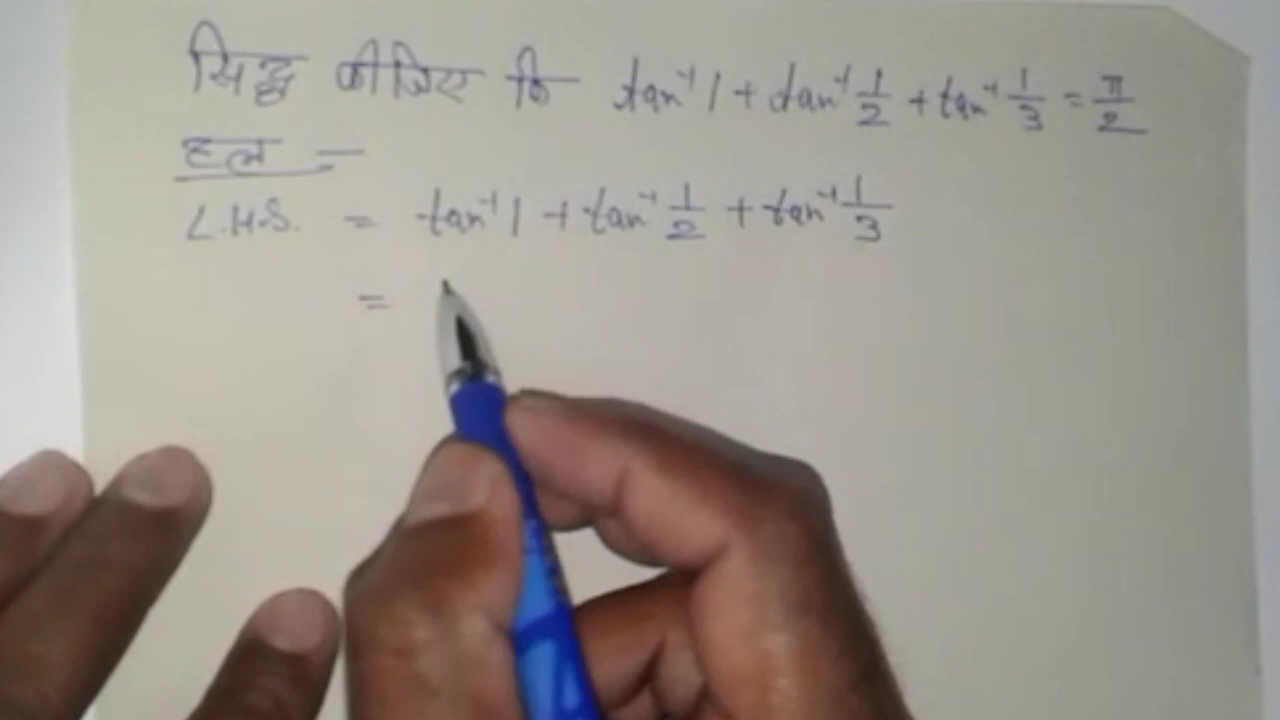 सिद्ध कीजिए कि tan⁻¹1 + tan⁻¹ 1/2 + tan⁻¹ 1/3 = π/2
हल -
L.H.S. = tan⁻¹1 + tan⁻¹ 1/2 + tan⁻¹ 1/3
=